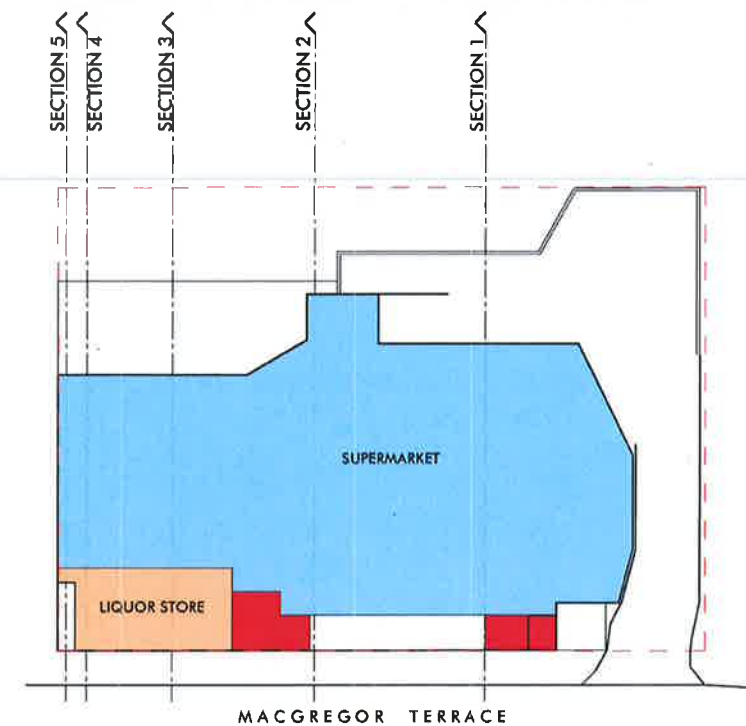 SECTION 5
SECTION 4
SECTION 3
SECTION 2
SECTION 1
SUPERMARKET
LIQUOR STORE
MACGREGOR TERRACE